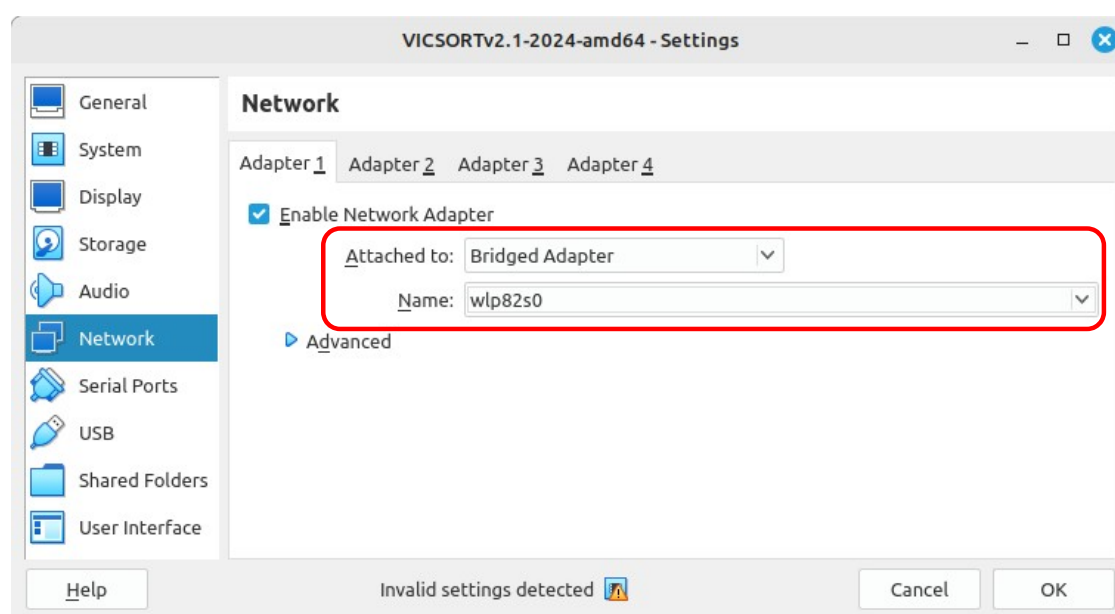 VICSORTv2.1-2024-amd64 - Settings
General
System
Display
Storage
Audio
Network
Serial Ports
USB
Shared Folders
User Interface
Network
Adapter 1 Adapter 2 Adapter 3 Adapter 4
Enable Network Adapter
Attached to: Bridged Adapter
Name: wlp82s0
Advanced
Help Invalid settings detected Cancel OK